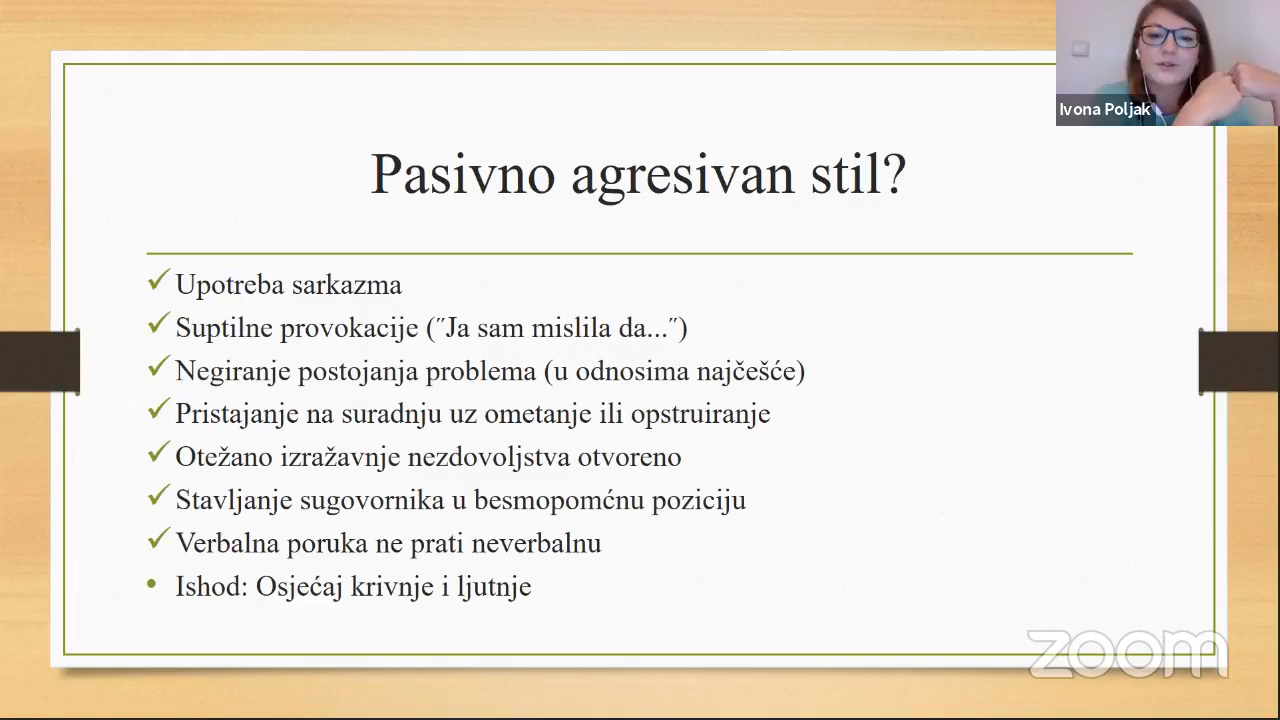 Ivona Poljak
Pasivno agresivan stil?
Upotreba sarkazma
Suptilne provokacije (˝Ja sam mislila da...˝)
Negiranje postojanja problema (u odnosima najčešće)
Pristajanje na suradnju uz ometanje ili opstruiranje
Otežano izražavnje nezdovoljstva otvoreno
Stavljanje sugovornika u besmopomćnu poziciju
Verbalna poruka ne prati neverbalnu
Ishod: Osjećaj krivnje i ljutnje
zoom